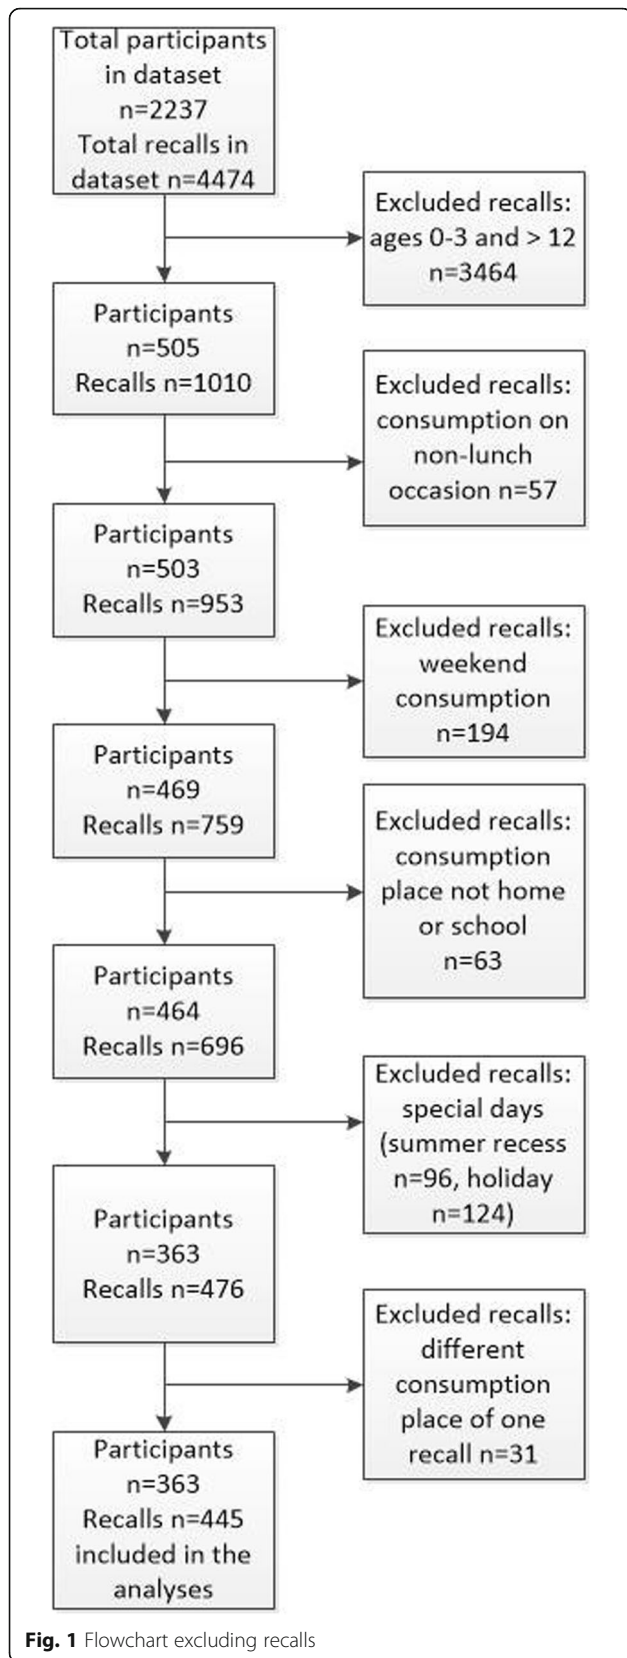 Total participants
in dataset
n=2237
Total recalls in
dataset n=4474
Excluded recalls:
ages 0-3 and > 12
n=3464
Participants
n=505
Recalls n=1010
Excluded recalls:
consumption on
non-lunch
occasion n=57
Participants
n=503
Recalls n=953
Excluded recalls:
weekend
consumption
n=194
Participants
n=469
Recalls n=759
Excluded recalls:
consumption
place not home
or school
n=63
Participants
n=464
Recalls n=696
Excluded recalls:
special days
(summer recess
n=96, holiday
n=124)
Participants
n=363
Recalls n=476
Excluded recalls:
different
consumption
place of one
recall n=31
Participants
n=363
Recalls n=445
included in the
analyses
Fig. 1 Flowchart excluding recalls